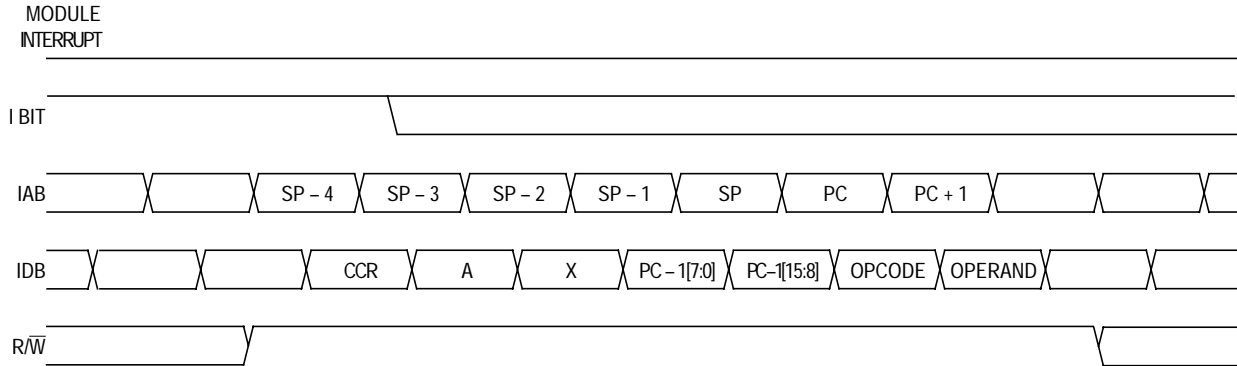 MODULE
INTERRUPT
I BIT
IAB SP – 4 SP – 3 SP – 2 SP – 1 SP PC PC + 1
IDB CCR A X PC – 1[7:0] PC–1[15:8] OPCODE OPERAND
R/W̅